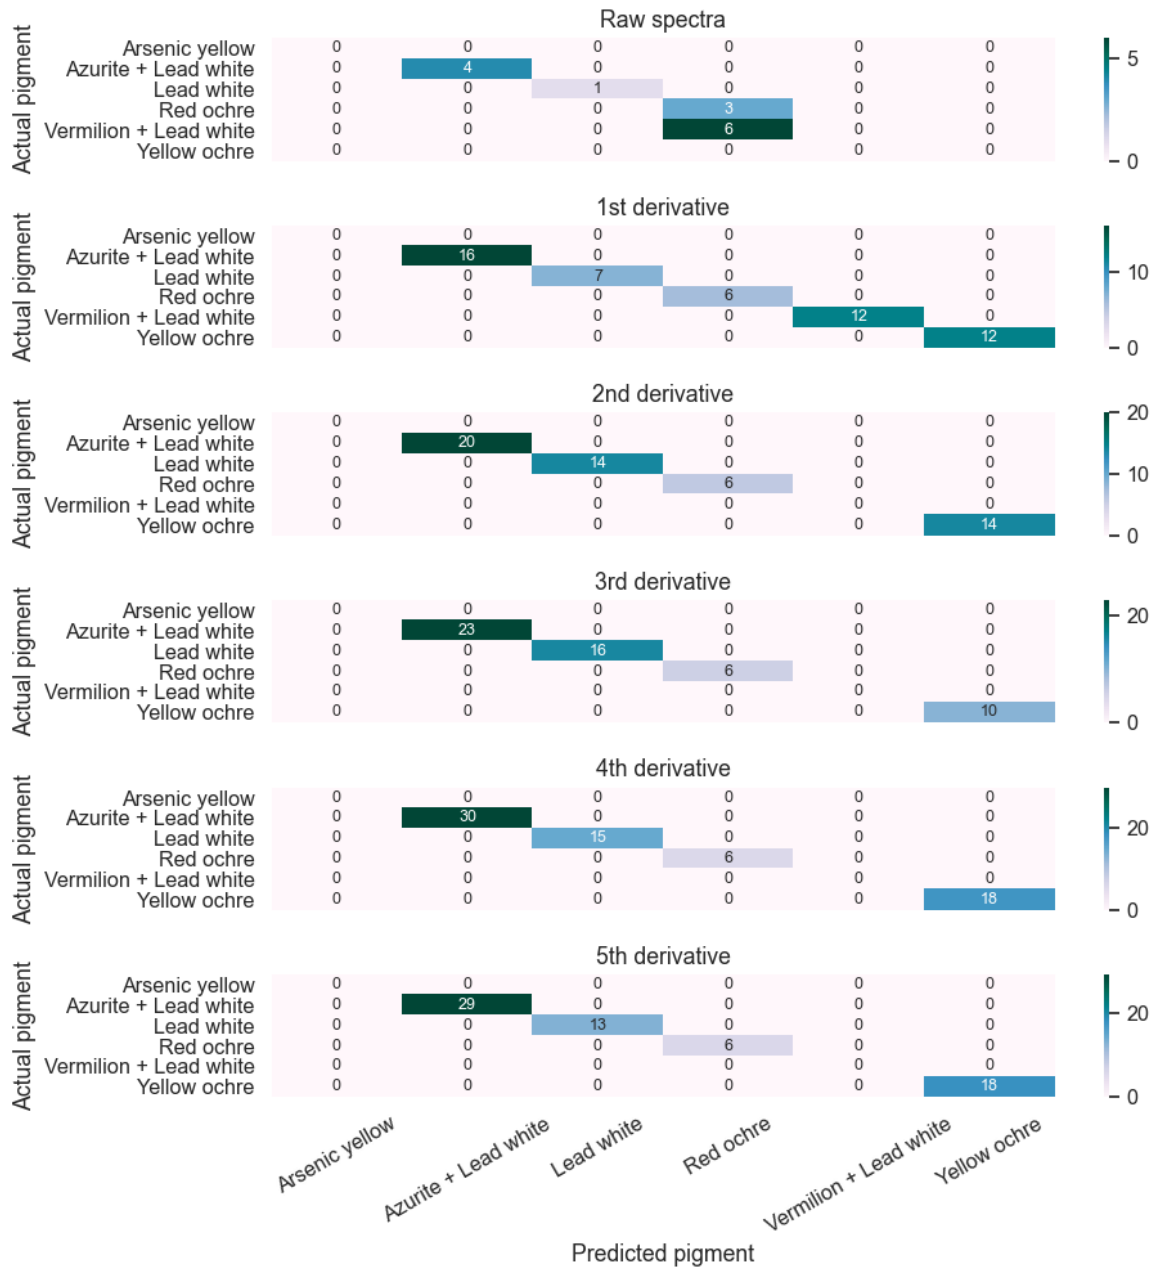 Raw spectra
Actual pigment
Arsenic yellow 0 0 0 0 0 0
Azurite + Lead white 0 4 0 0 0 0
Lead white 0 0 1 0 0 0
Red ochre 0 0 0 3 0 0
Vermilion + Lead white 0 0 0 6 0 0
Yellow ochre 0 0 0 0 0 0
5
0
1st derivative
Actual pigment
Arsenic yellow 0 0 0 0 0 0
Azurite + Lead white 0 16 0 0 0 0
Lead white 0 0 7 0 0 0
Red ochre 0 0 0 6 0 0
Vermilion + Lead white 0 0 0 0 12 0
Yellow ochre 0 0 0 0 0 12
10
0
2nd derivative
Actual pigment
Arsenic yellow 0 0 0 0 0 0
Azurite + Lead white 0 20 0 0 0 0
Lead white 0 0 14 0 0 0
Red ochre 0 0 0 6 0 0
Vermilion + Lead white 0 0 0 0 0 0
Yellow ochre 0 0 0 0 0 14
20
10
0
3rd derivative
Actual pigment
Arsenic yellow 0 0 0 0 0 0
Azurite + Lead white 0 23 0 0 0 0
Lead white 0 0 16 0 0 0
Red ochre 0 0 0 6 0 0
Vermilion + Lead white 0 0 0 0 0 0
Yellow ochre 0 0 0 0 0 10
20
0
4th derivative
Actual pigment
Arsenic yellow 0 0 0 0 0 0
Azurite + Lead white 0 30 0 0 0 0
Lead white 0 0 15 0 0 0
Red ochre 0 0 0 6 0 0
Vermilion + Lead white 0 0 0 0 0 0
Yellow ochre 0 0 0 0 0 18
20
0
5th derivative
Actual pigment
Arsenic yellow 0 0 0 0 0 0
Azurite + Lead white 0 29 0 0 0 0
Lead white 0 0 13 0 0 0
Red ochre 0 0 0 6 0 0
Vermilion + Lead white 0 0 0 0 0 0
Yellow ochre 0 0 0 0 0 18
20
0
Arsenic yellow
Azurite + Lead white
Lead white
Red ochre
Vermilion + Lead white
Yellow ochre
Predicted pigment